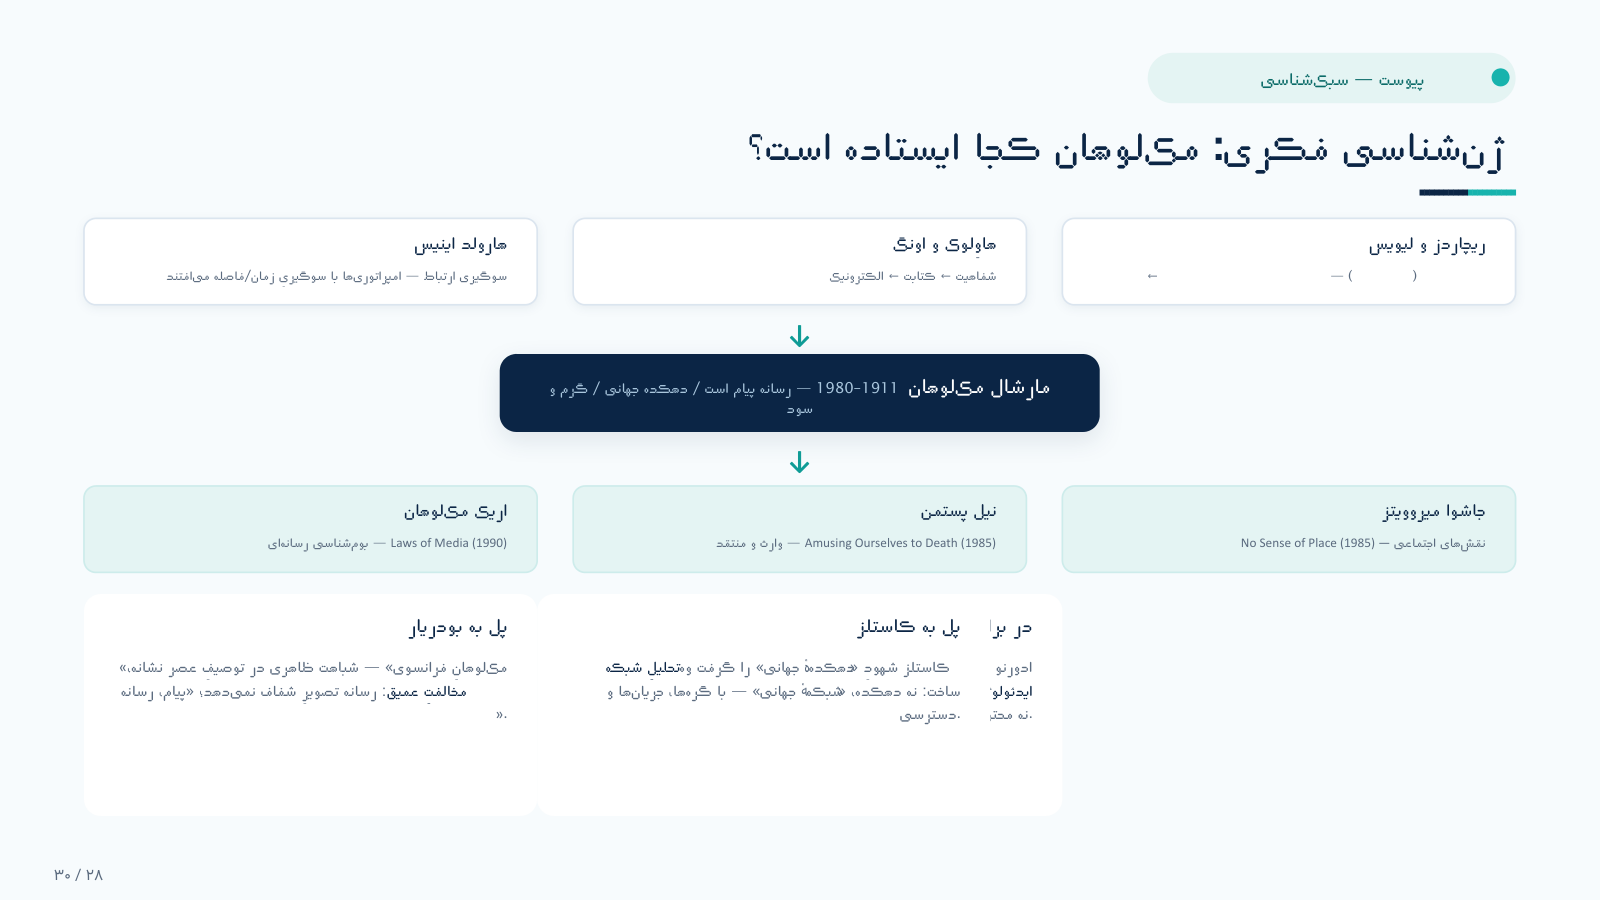 پیوست — سبک‌شناسی
ژن‌شناسی فکری: مک‌لوهان کجا ایستاده است؟
ریچاردز و لیویس
( ) — ←
هاوِلوک و اونگ
شفاهیت ← کتابت ← الکترونیک
هارولد اینیس
سوگیری ارتباط — امپراتوری‌ها با سوگیریِ زمان/فاصله می‌افتند
مارشال مک‌لوهان 1911–1980 — رسانه پیام است / دهکده جهانی / گرم و
سود
جاشوا میروویتز
نقش‌های اجتماعی — No Sense of Place (1985)
نیل پستمن
Amusing Ourselves to Death (1985) — وارث و منتقد
اریک مک‌لوهان
Laws of Media (1990) — بوم‌شناسی رسانه‌ای
در برا
ادورنو
ایدئولو
نه محتو.
پل به کاستلز
کاستلز شهودِ «دهکدهٔ جهانی» را گرفت و تحلیلِ شبکه
ساخت: نه دهکده، «شبکهٔ جهانی» — با گره‌ها، جریان‌ها و
دسترسی.
پل به بودریار
مک‌لوهانِ فرانسوی» — شباهت ظاهری در توصیفِ عصر نشانه،«
مخالفتِ عمیق: رسانه تصویرِ شفاف نمی‌دهد؛ «پیام، رسانه
».
۲۸ / ۳۰